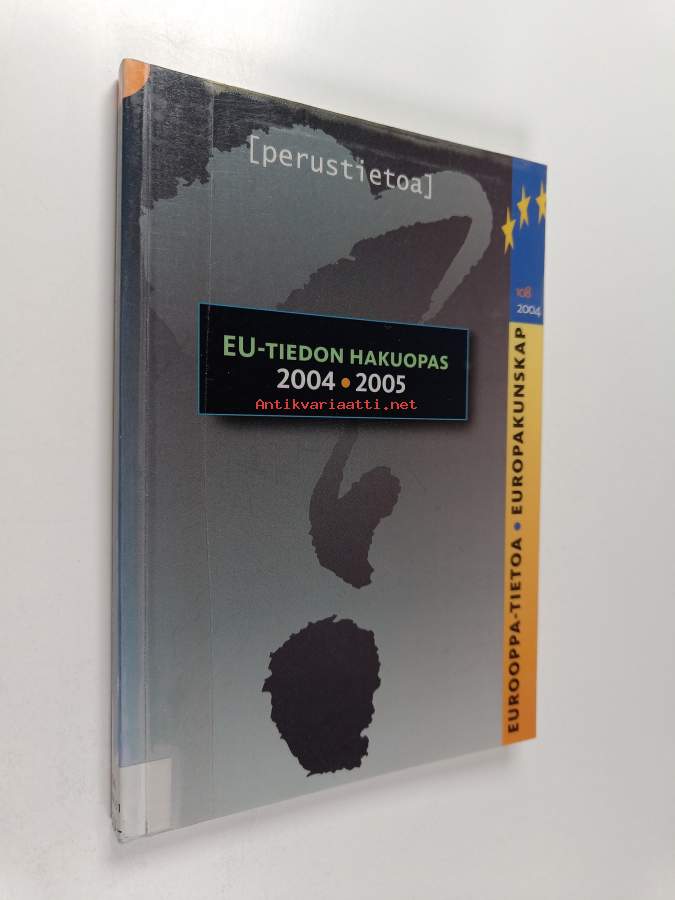 [perustietoa]
108
2004
EU-TIEDON HAKUOPAS
2004 • 2005
Antikvariaatti.net
EUROOPPA-TIETOA • EUROPAKUNSKAP